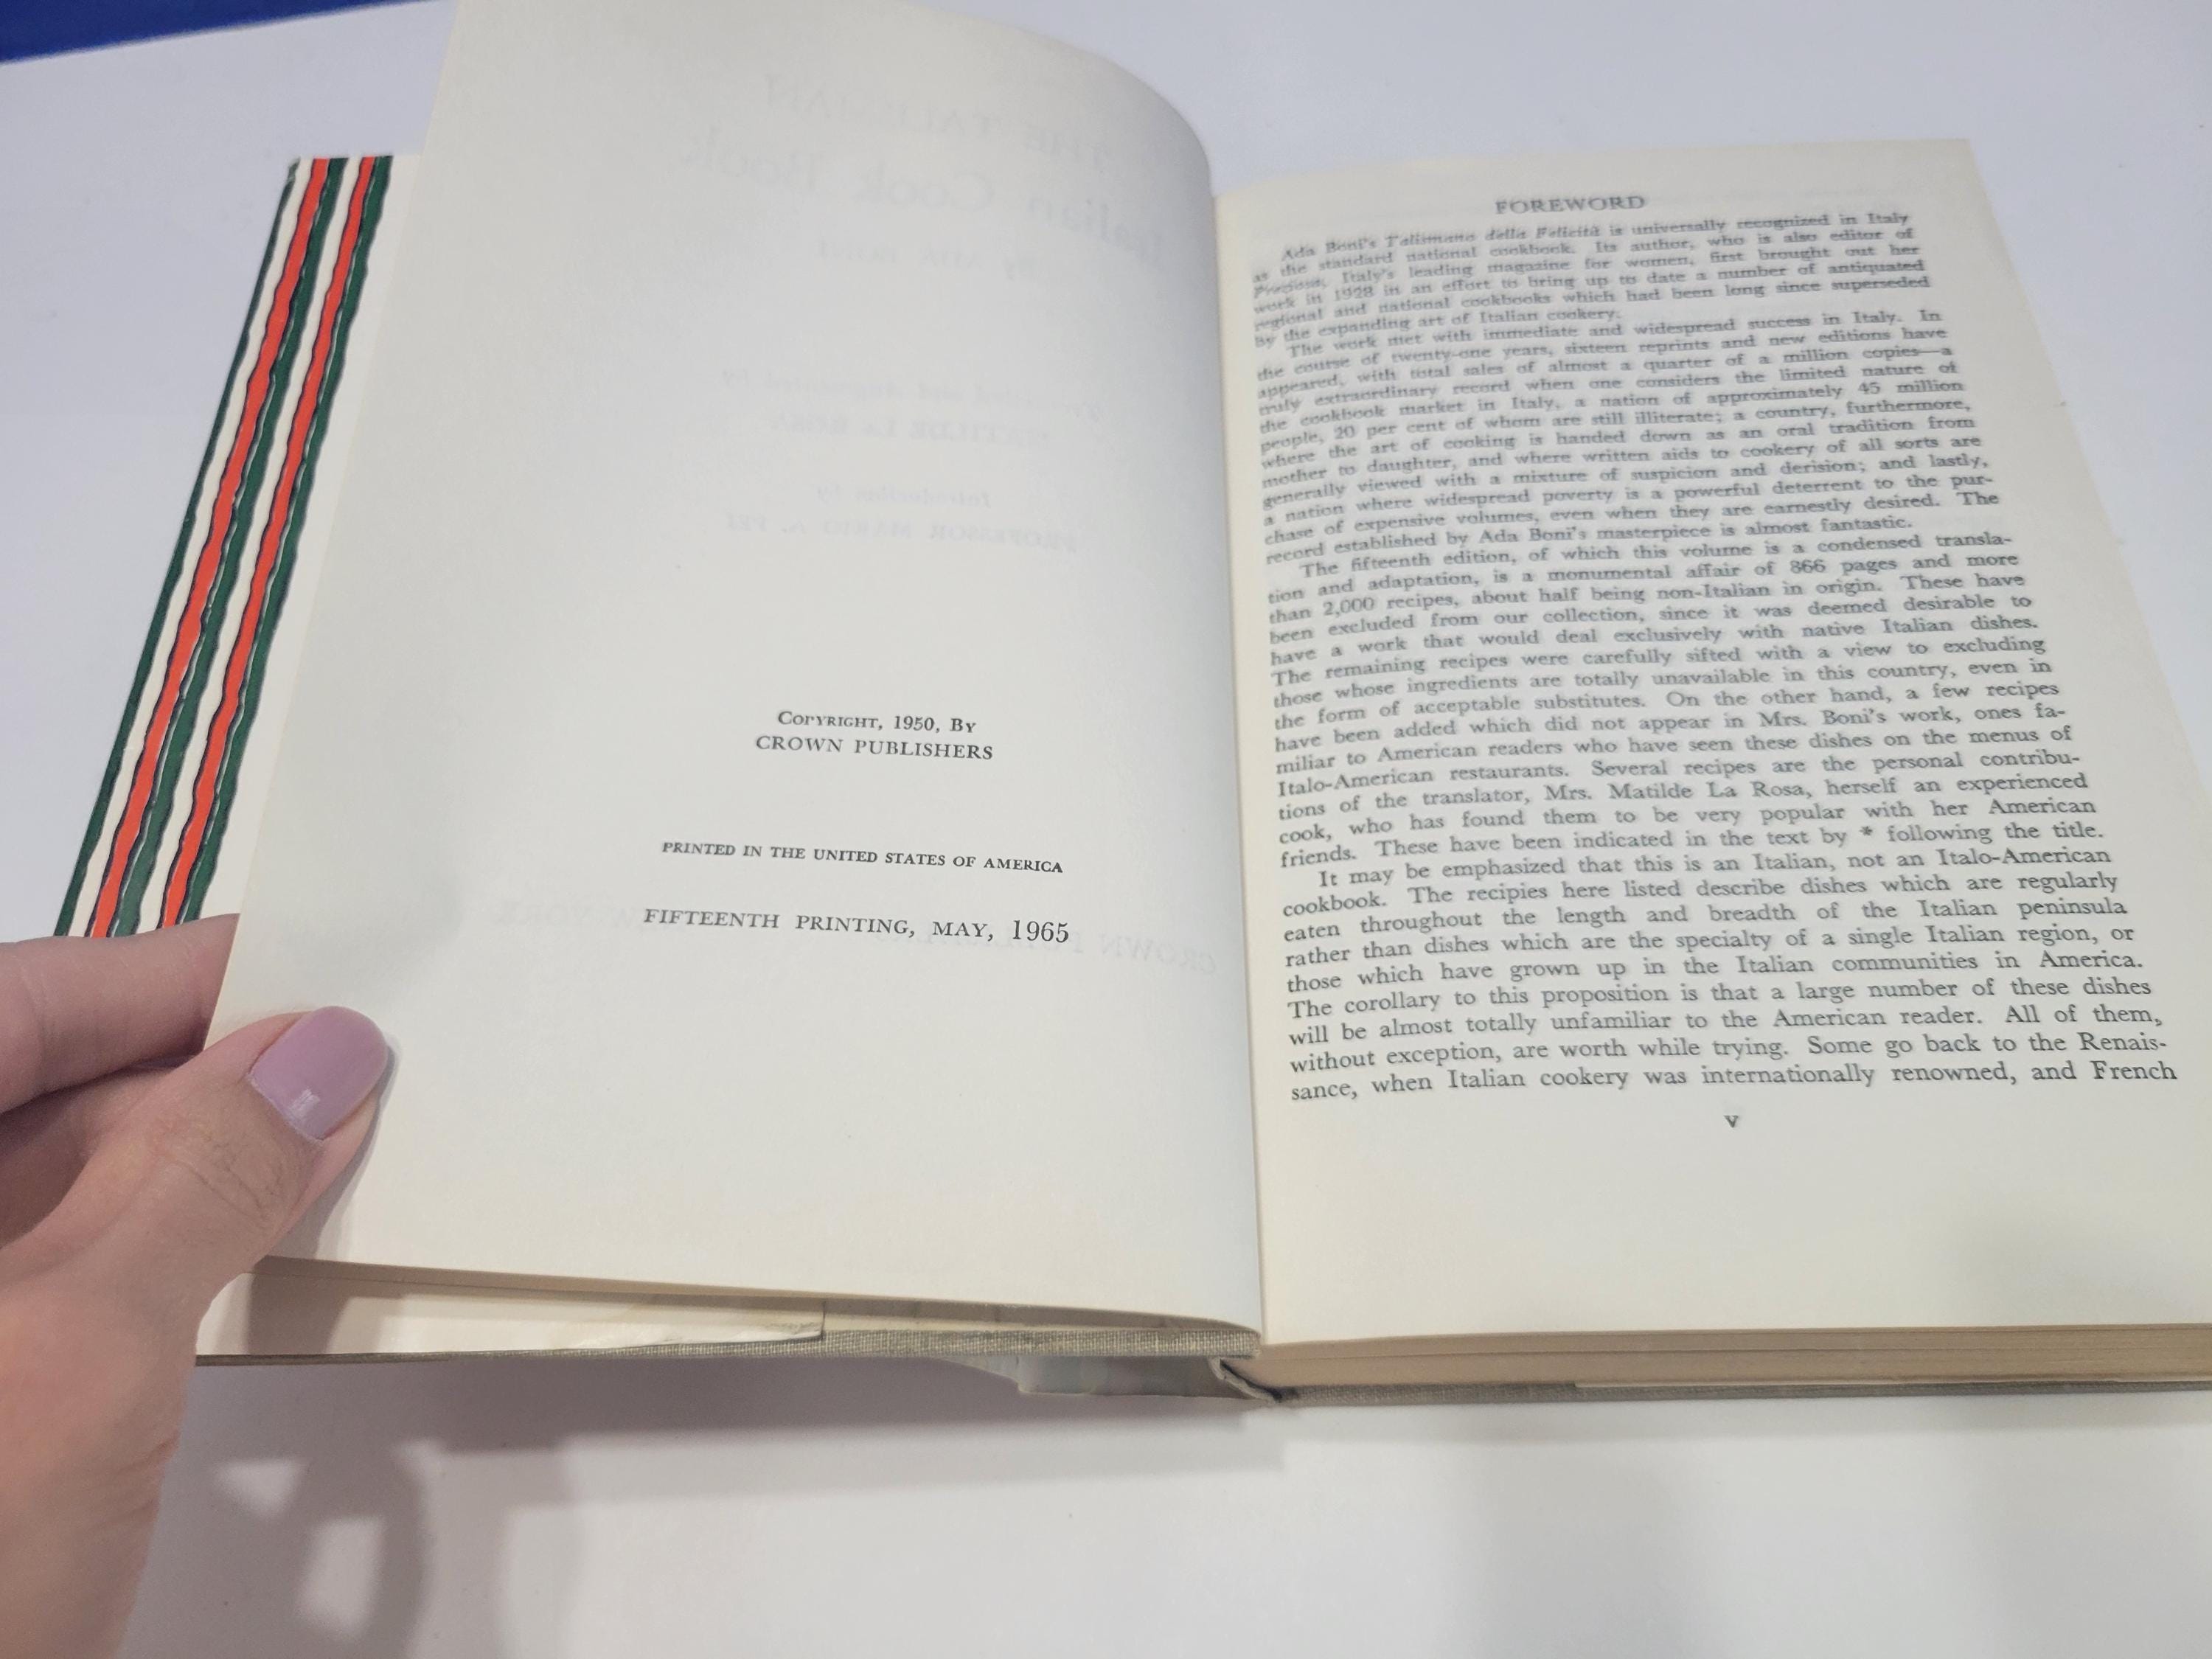 COPYRIGHT, 1950, BY
CROWN PUBLISHERS
PRINTED IN THE UNITED STATES OF AMERICA
FIFTEENTH PRINTING, MAY, 1965
FOREWORD
Ada Boni's Talismano della Felicità is universally recognized in Italy
as the standard national cookbook. Its author, who is also editor of
Preziosa, Italy's leading magazine for women, first brought out her
work in 1928 in an effort to bring up to date a number of antiquated
regional and national cookbooks which had been long since superseded
by the expanding art of Italian cookery.
The work met with immediate and widespread success in Italy. In
the course of twenty-one years, sixteen reprints and new editions have
appeared, with total sales of almost a quarter of a million copies—a
truly extraordinary record when one considers the limited nature of
the cookbook market in Italy, a nation of approximately 45 million
people, 20 per cent of whom are still illiterate; a country, furthermore,
where the art of cooking is handed down as an oral tradition from
mother to daughter, and where written aids to cookery of all sorts are
generally viewed with a mixture of suspicion and derision; and lastly,
a nation where widespread poverty is a powerful deterrent to the pur-
chase of expensive volumes, even when they are earnestly desired. The
record established by Ada Boni's masterpiece is almost fantastic.
The fifteenth edition, of which this volume is a condensed transla-
tion and adaptation, is a monumental affair of 866 pages and more
than 2,000 recipes, about half being non-Italian in origin. These have
been excluded from our collection, since it was deemed desirable to
have a work that would deal exclusively with native Italian dishes.
The remaining recipes were carefully sifted with a view to excluding
those whose ingredients are totally unavailable in this country, even in
the form of acceptable substitutes. On the other hand, a few recipes
have been added which did not appear in Mrs. Boni's work, ones fa-
miliar to American readers who have seen these dishes on the menus of
Italo-American restaurants. Several recipes are the personal contribu-
tions of the translator, Mrs. Matilde La Rosa, herself an experienced
cook, who has found them to be very popular with her American
friends. These have been indicated in the text by * following the title.
It may be emphasized that this is an Italian, not an Italo-American
cookbook. The recipies here listed describe dishes which are regularly
eaten throughout the length and breadth of the Italian peninsula
rather than dishes which are the specialty of a single Italian region, or
those which have grown up in the Italian communities in America.
The corollary to this proposition is that a large number of these dishes
will be almost totally unfamiliar to the American reader. All of them,
without exception, are worth while trying. Some go back to the Renais-
sance, when Italian cookery was internationally renowned, and French
v